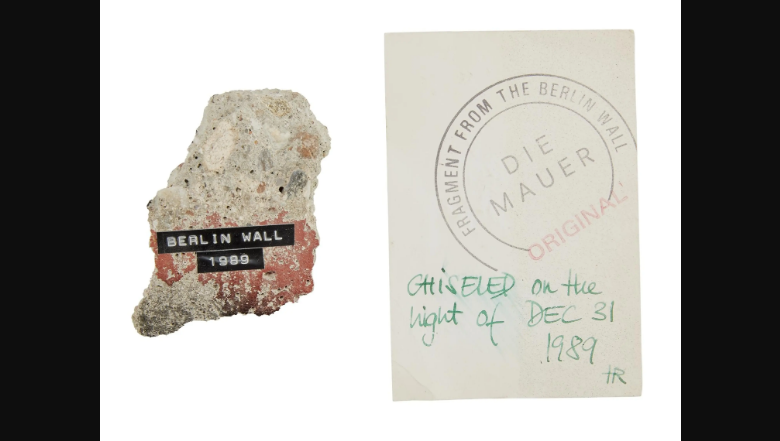 BERLIN WALL
1989
FRAGMENT FROM THE BERLIN WALL
DIE
MAUER
ORIGINAL
CHISELED on the
night of DEC 31
1989
HR